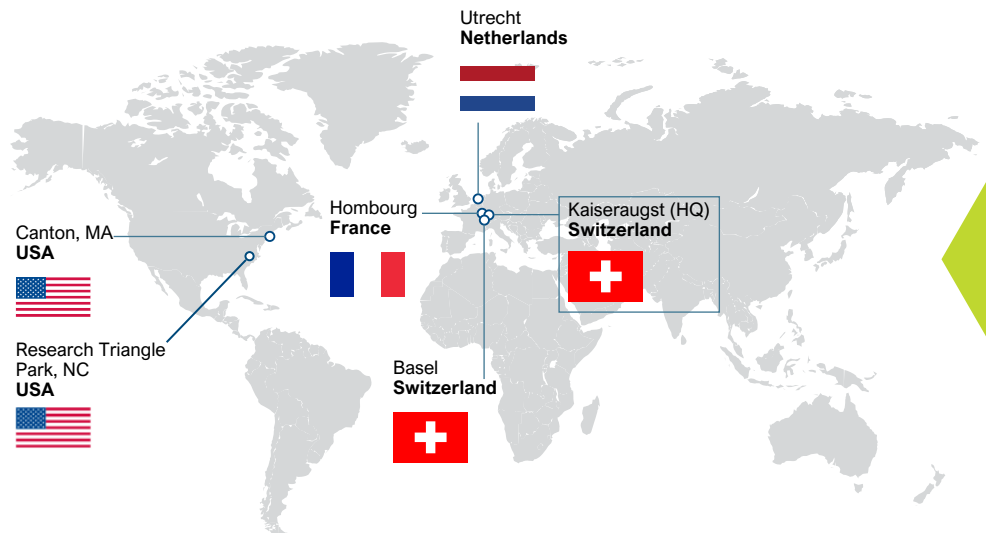 Utrecht
Netherlands
Hombourg
France
Kaiseraugst (HQ)
Switzerland
Canton, MA
USA
Research Triangle
Park, NC
USA
Basel
Switzerland